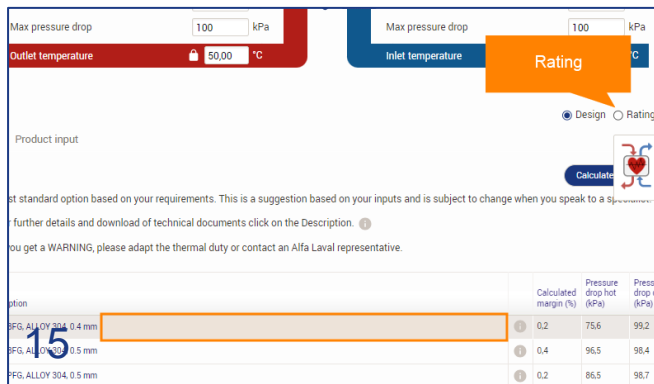 Max pressure drop 100 kPa Max pressure drop 100 kPa
Outlet temperature 50,00 °C Inlet temperature °C
Rating
Design Rating
Product input
Calculate
st standard option based on your requirements. This is a suggestion based on your inputs and is subject to change when you speak to a specialist.
r further details and download of technical documents click on the Description.
you get a WARNING, please adapt the thermal duty or contact an Alfa Laval representative.
ption Calculated margin (%) Pressure drop hot (kPa) (kPa)
BFG, ALLOY 304, 0.4 mm 0,2 75,6 99,2
15
BFG, ALLOY 304, 0.5 mm 0,4 96,5 98,4
PFG, ALLOY 304, 0.5 mm 0,2 86,5 98,7